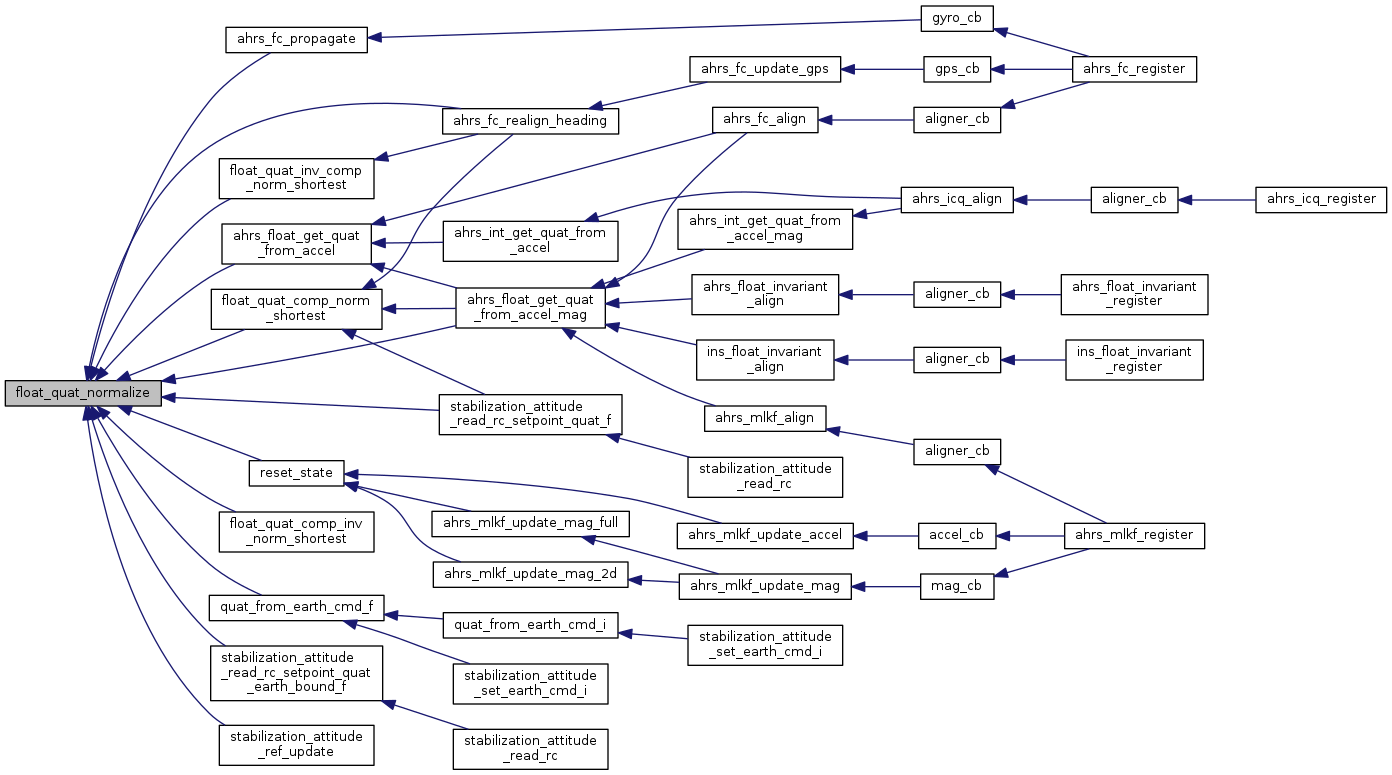 gyro_cb
ahrs_fc_propagate
ahrs_fc_update_gps
gps_cb
ahrs_fc_register
ahrs_fc_realign_heading
ahrs_fc_align
aligner_cb
float_quat_inv_comp
_norm_shortest
ahrs_icq_align
aligner_cb
ahrs_icq_register
ahrs_float_get_quat
_from_accel
ahrs_int_get_quat_from
_accel
ahrs_int_get_quat_from
_accel_mag
float_quat_comp_norm
_shortest
ahrs_float_get_quat
_from_accel_mag
ahrs_float_invariant
_align
aligner_cb
ahrs_float_invariant
_register
ins_float_invariant
_align
aligner_cb
ins_float_invariant
_register
float_quat_normalize
stabilization_attitude
_read_rc_setpoint_quat_f
ahrs_mlkf_align
aligner_cb
reset_state
stabilization_attitude
_read_rc
float_quat_comp_inv
_norm_shortest
ahrs_mlkf_update_mag_full
ahrs_mlkf_update_accel
accel_cb
ahrs_mlkf_register
ahrs_mlkf_update_mag_2d
ahrs_mlkf_update_mag
mag_cb
quat_from_earth_cmd_f
quat_from_earth_cmd_i
stabilization_attitude
_set_earth_cmd_i
stabilization_attitude
_read_rc_setpoint_quat
_earth_bound_f
stabilization_attitude
_set_earth_cmd_i
stabilization_attitude
_ref_update
stabilization_attitude
_read_rc